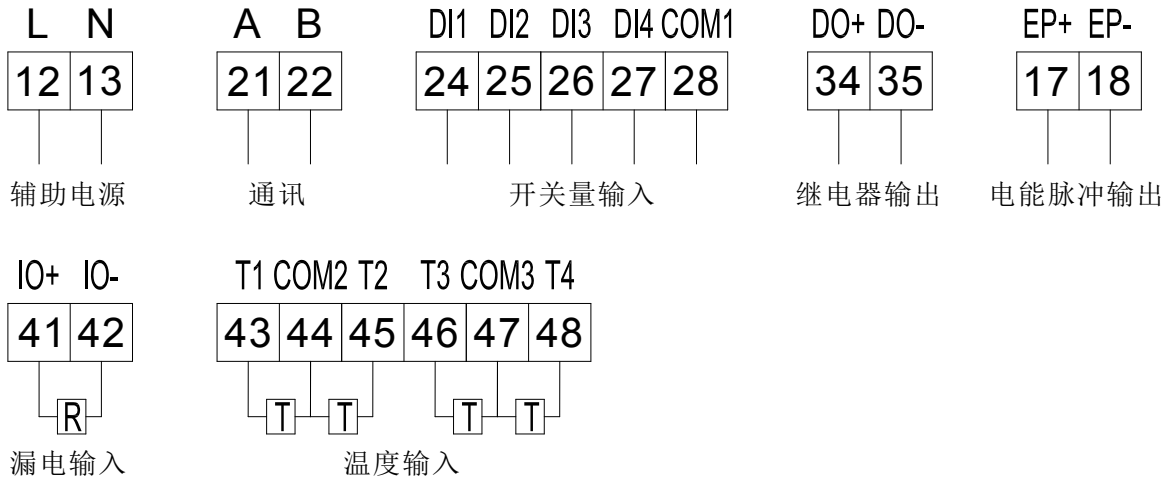 L N A B DI1 DI2 DI3 DI4 COM1 DO+ DO- EP+ EP-
12 13 21 22 24 25 26 27 28 34 35 17 18
辅助电源 通讯 开关量输入 继电器输出 电能脉冲输出
IO+ IO- T1 COM2 T2 T3 COM3 T4
41 42 43 44 45 46 47 48
R T T T T
漏电输入 温度输入